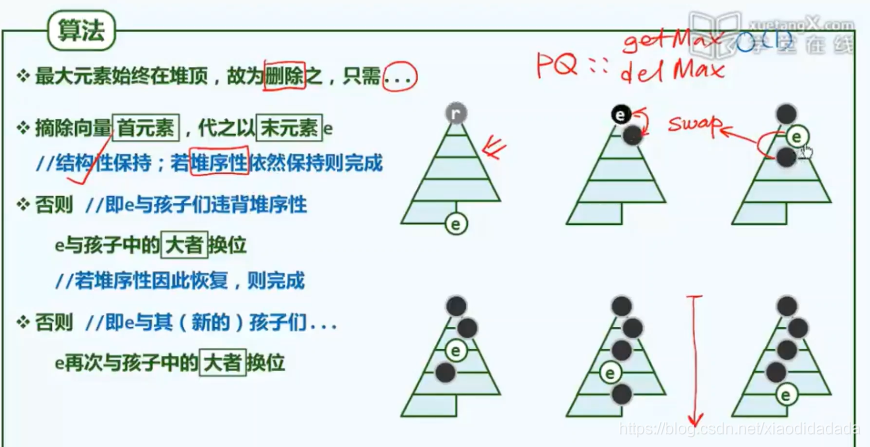 算法
xuetangX.com
学堂在线
PQ :: getMax O(1)
delMax
❖ 最大元素始终在堆顶,故为删除之,只需...
❖ 摘除向量首元素,代之以末元素e
//结构性保持;若堆序性依然保持则完成
❖ 否则 //即e与孩子们违背堆序性
e与孩子中的大者换位
//若堆序性因此恢复,则完成
❖ 否则 //即e与其(新的)孩子们...
e再次与孩子中的大者换位
r
e
e
swap
e
e
e
e
https://blog.csdn.net/xiaodidadada